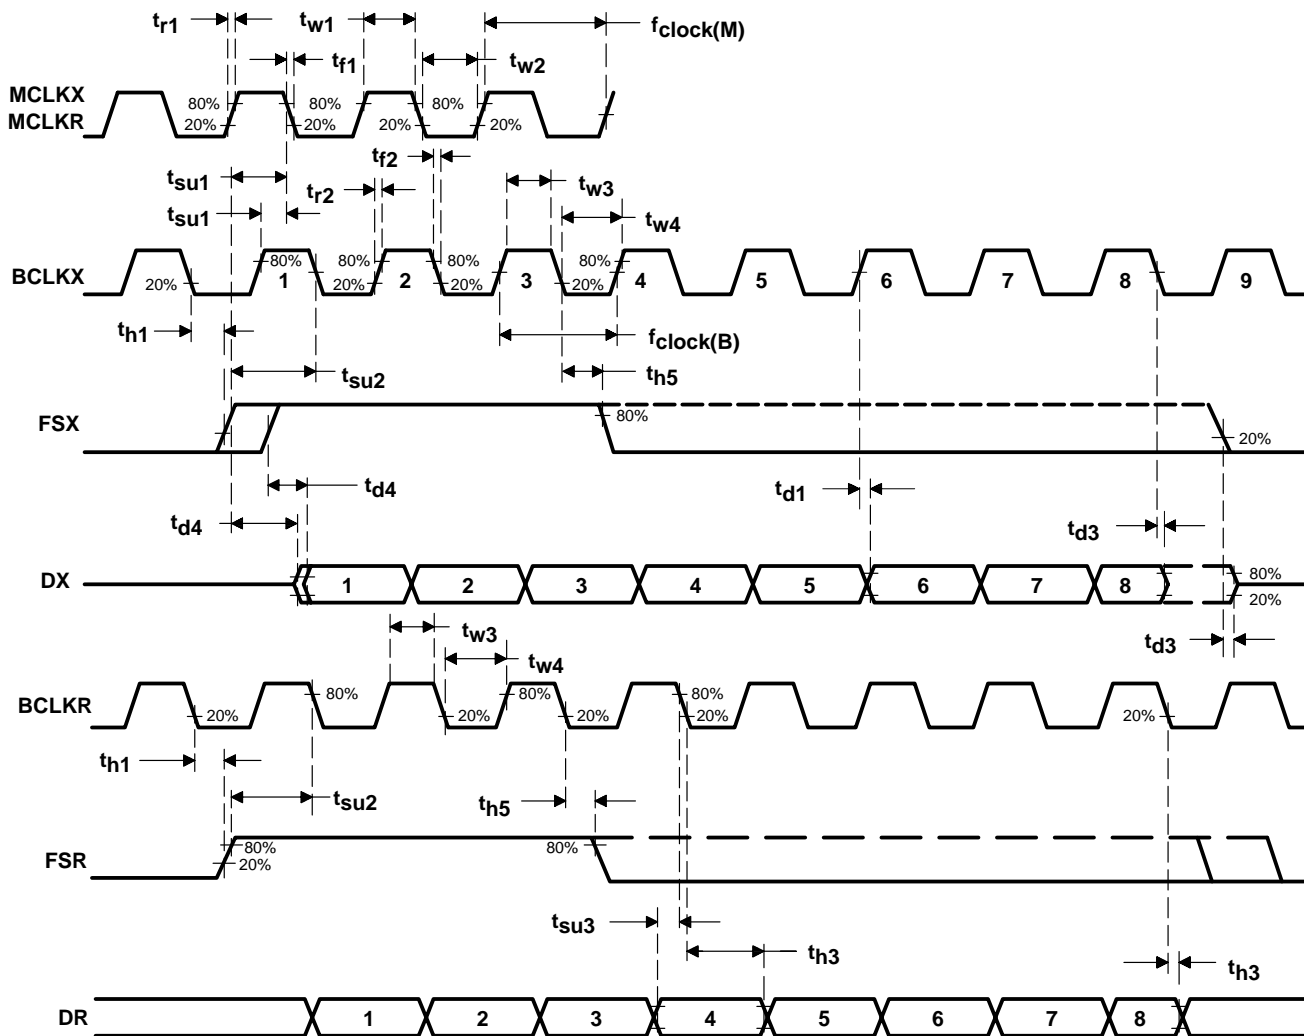 tr1 tw1 fclock(M)
tf1 tw2
MCLKX 80% 80% 80%
MCLKR 20% 20% 20% 20%
tf2
tsu1 tr2 tw3
tsu1 tw4
80% 80% 80% 80%
BCLKX 20% 1 20% 2 20% 3 20% 4 5 6 7 8 9
th1 fclock(B)
tsu2 th5
FSX 80% 20%
td4 td1
td4 td3
DX 1 2 3 4 5 6 7 8 80%
20%
tw3 td3
tw4
80% 80% 80%
BCLKR 20% 20% 20% 20% 20%
th1
tsu2 th5
80% 80%
FSR 20%
tsu3
th3 th3
DR 1 2 3 4 5 6 7 8